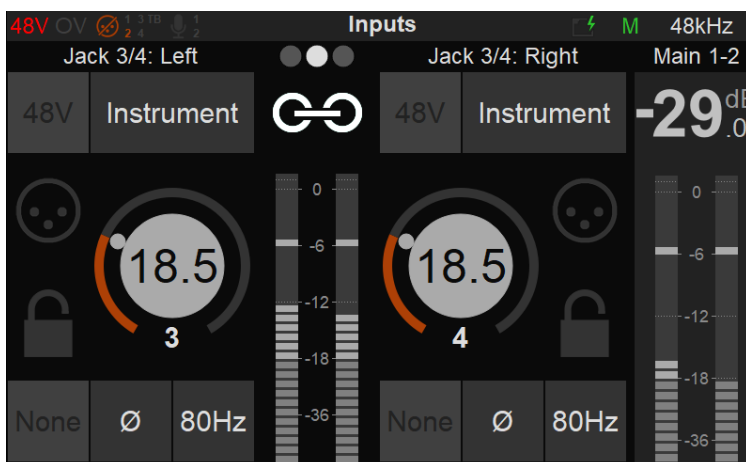 48V OV 1 3 TB 1 Inputs M 48kHz
2 4 2
Jack 3/4: Left Jack 3/4: Right Main 1-2
48V Instrument 48V Instrument -29 dB
.0
0 0
-6 -6
18.5 18.5
-12 -12
3 4
-18 -18
None Ø 80Hz -36 None Ø 80Hz -36